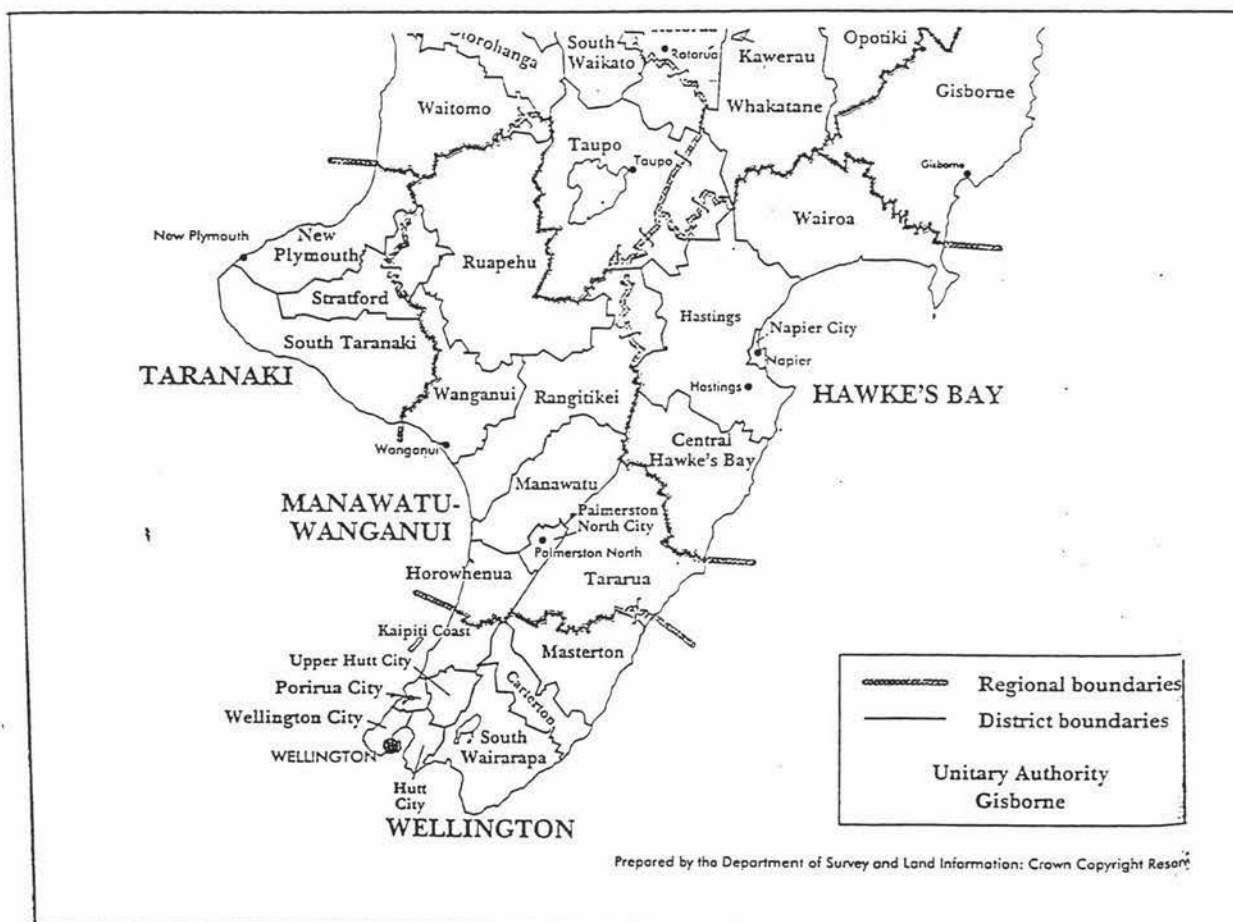 Otorohanga
South
Waikato
Rotorua
Kawerau
Opotiki
Whakatane
Gisborne
Waitomo
Taupo
Taupo
Gisborne
Wairoa
New Plymouth
New
Plymouth
Ruapehu
Stratford
Hastings
Napier City
Napier
South Taranaki
TARANAKI
Hastings
HAWKE'S BAY
Wanganui
Rangitikei
Wanganui
Central
Hawke's Bay
Manawatu
MANAWATU-
WANGANUI
Palmerston
North City
Palmerston North
Horowhenua
Tararua
Kaipiti Coast
Masterton
Upper Hutt City
Carterton
Porirua City
Wellington City
WELLINGTON
South
Wairarapa
Hutt
City
WELLINGTON
Regional boundaries
District boundaries
Unitary Authority
Gisborne
Prepared by the Department of Survey and Land Information: Crown Copyright